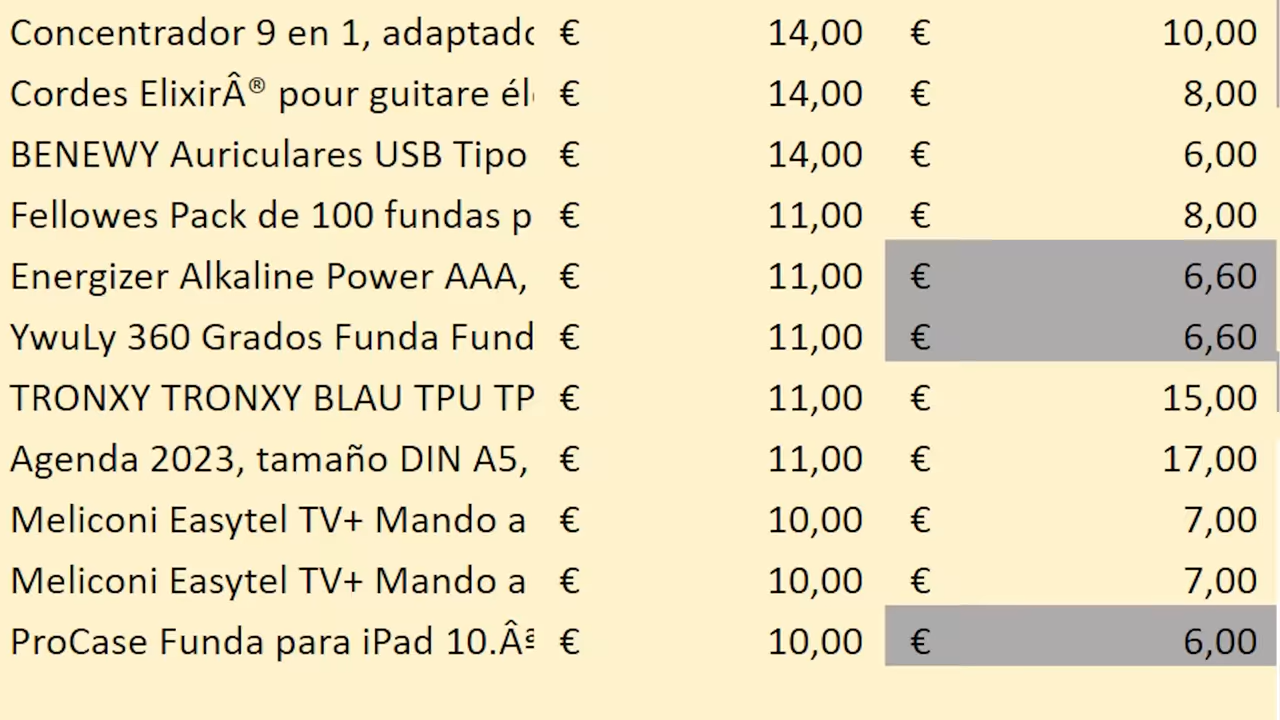 Concentrador 9 en 1, adaptado € 14,00 € 10,00
Cordes ElixirÂ® pour guitare éle € 14,00 € 8,00
BENEWY Auriculares USB Tipo € 14,00 € 6,00
Fellowes Pack de 100 fundas p € 11,00 € 8,00
Energizer Alkaline Power AAA, € 11,00 € 6,60
YwuLy 360 Grados Funda Fund € 11,00 € 6,60
TRONXY TRONXY BLAU TPU TP € 11,00 € 15,00
Agenda 2023, tamaño DIN A5, € 11,00 € 17,00
Meliconi Easytel TV+ Mando a € 10,00 € 7,00
Meliconi Easytel TV+ Mando a € 10,00 € 7,00
ProCase Funda para iPad 10.Âª € 10,00 € 6,00